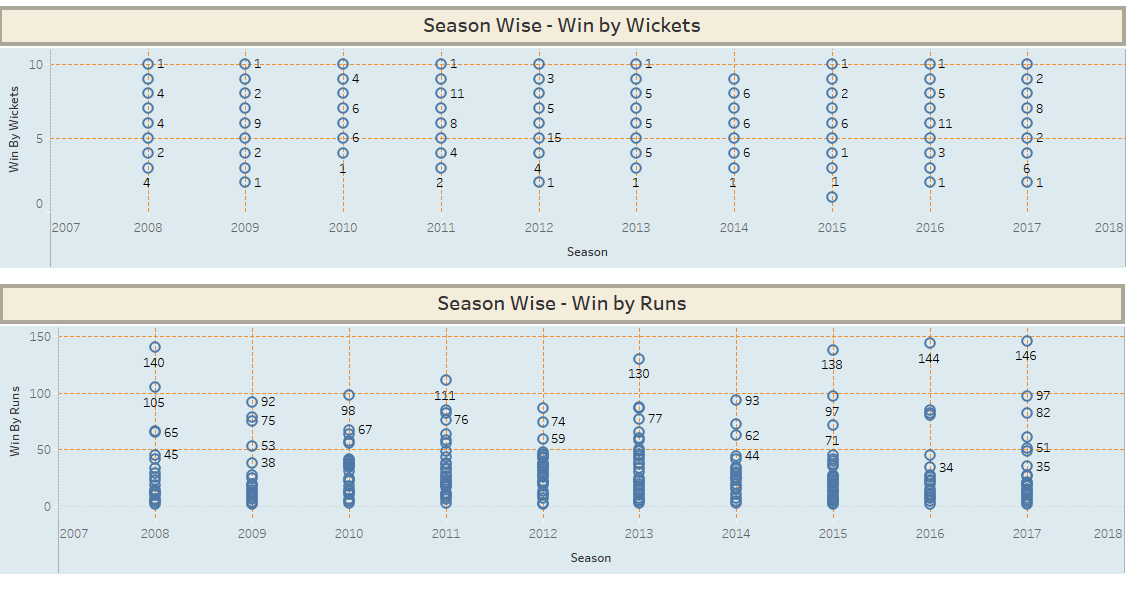 Season Wise - Win by Wickets
Win By Wickets
10 1 1 1 1 1 1
4 3 2
4 2 11 5 6 2 5
6 5 8
4 9 8 5 6 6 11
5 6 15 2
2 2 4 5 6 1 3
1 4 6
4 1 2 1 1 1 1 1 1
0
2007 2008 2009 2010 2011 2012 2013 2014 2015 2016 2017 2018
Season
Season Wise - Win by Runs
Win By Runs
150
140 138 144 146
130
100 105 92 98 111 93 97 97
65 75 67 76 74 77 62 71 82
50 45 53 59 44 51
38 34 35
0
2007 2008 2009 2010 2011 2012 2013 2014 2015 2016 2017 2018
Season